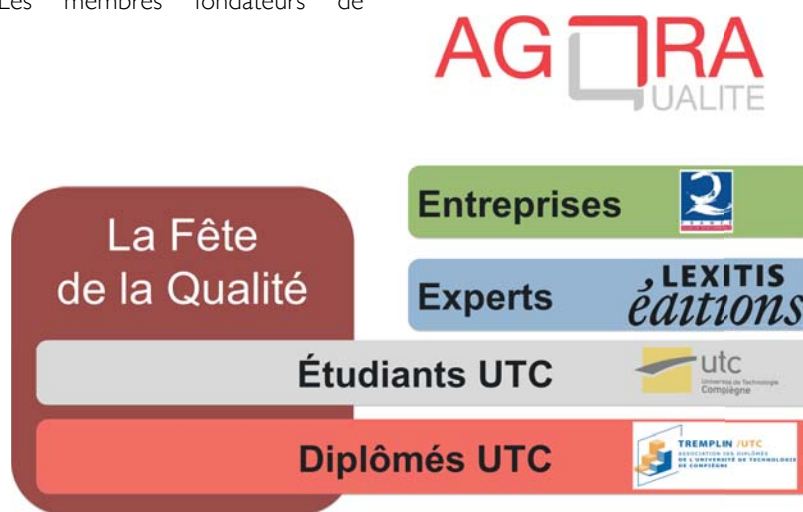 Les membres fondateurs de
AGORA
QUALITE
La Fête
de la Qualité
Entreprises
Experts
LEXITIS
éditions
Étudiants UTC
utc
Université de Technologie
Compiègne
Diplômés UTC
TREMPLIN /UTC
ASSOCIATION DES DIPLÔMÉS
DE L'UNIVERSITÉ DE TECHNOLOGIE
DE COMPIÈGNE